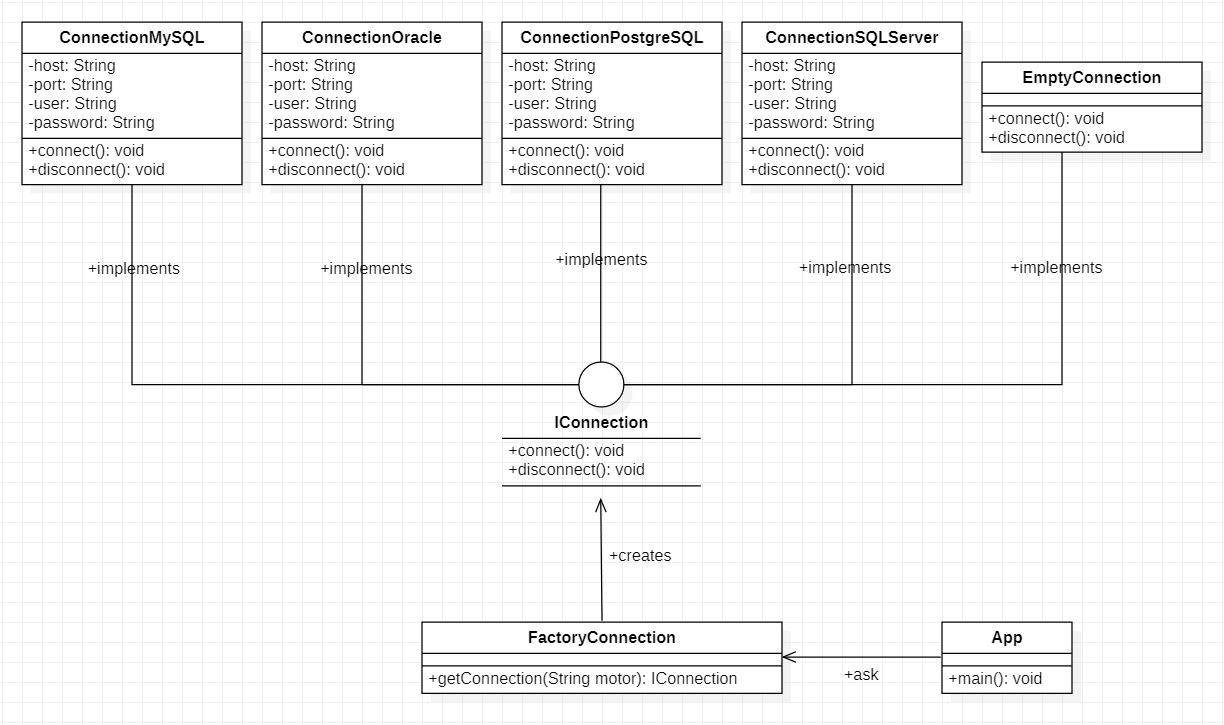 ConnectionMySQL
-host: String
-port: String
-user: String
-password: String
+connect(): void
+disconnect(): void
ConnectionOracle
-host: String
-port: String
-user: String
-password: String
+connect(): void
+disconnect(): void
ConnectionPostgreSQL
-host: String
-port: String
-user: String
-password: String
+connect(): void
+disconnect(): void
ConnectionSQLServer
-host: String
-port: String
-user: String
-password: String
+connect(): void
+disconnect(): void
EmptyConnection
+connect(): void
+disconnect(): void
+implements
+implements
+implements
+implements
+implements
IConnection
+connect(): void
+disconnect(): void
+creates
FactoryConnection
+getConnection(String motor): IConnection
+ask
App
+main(): void